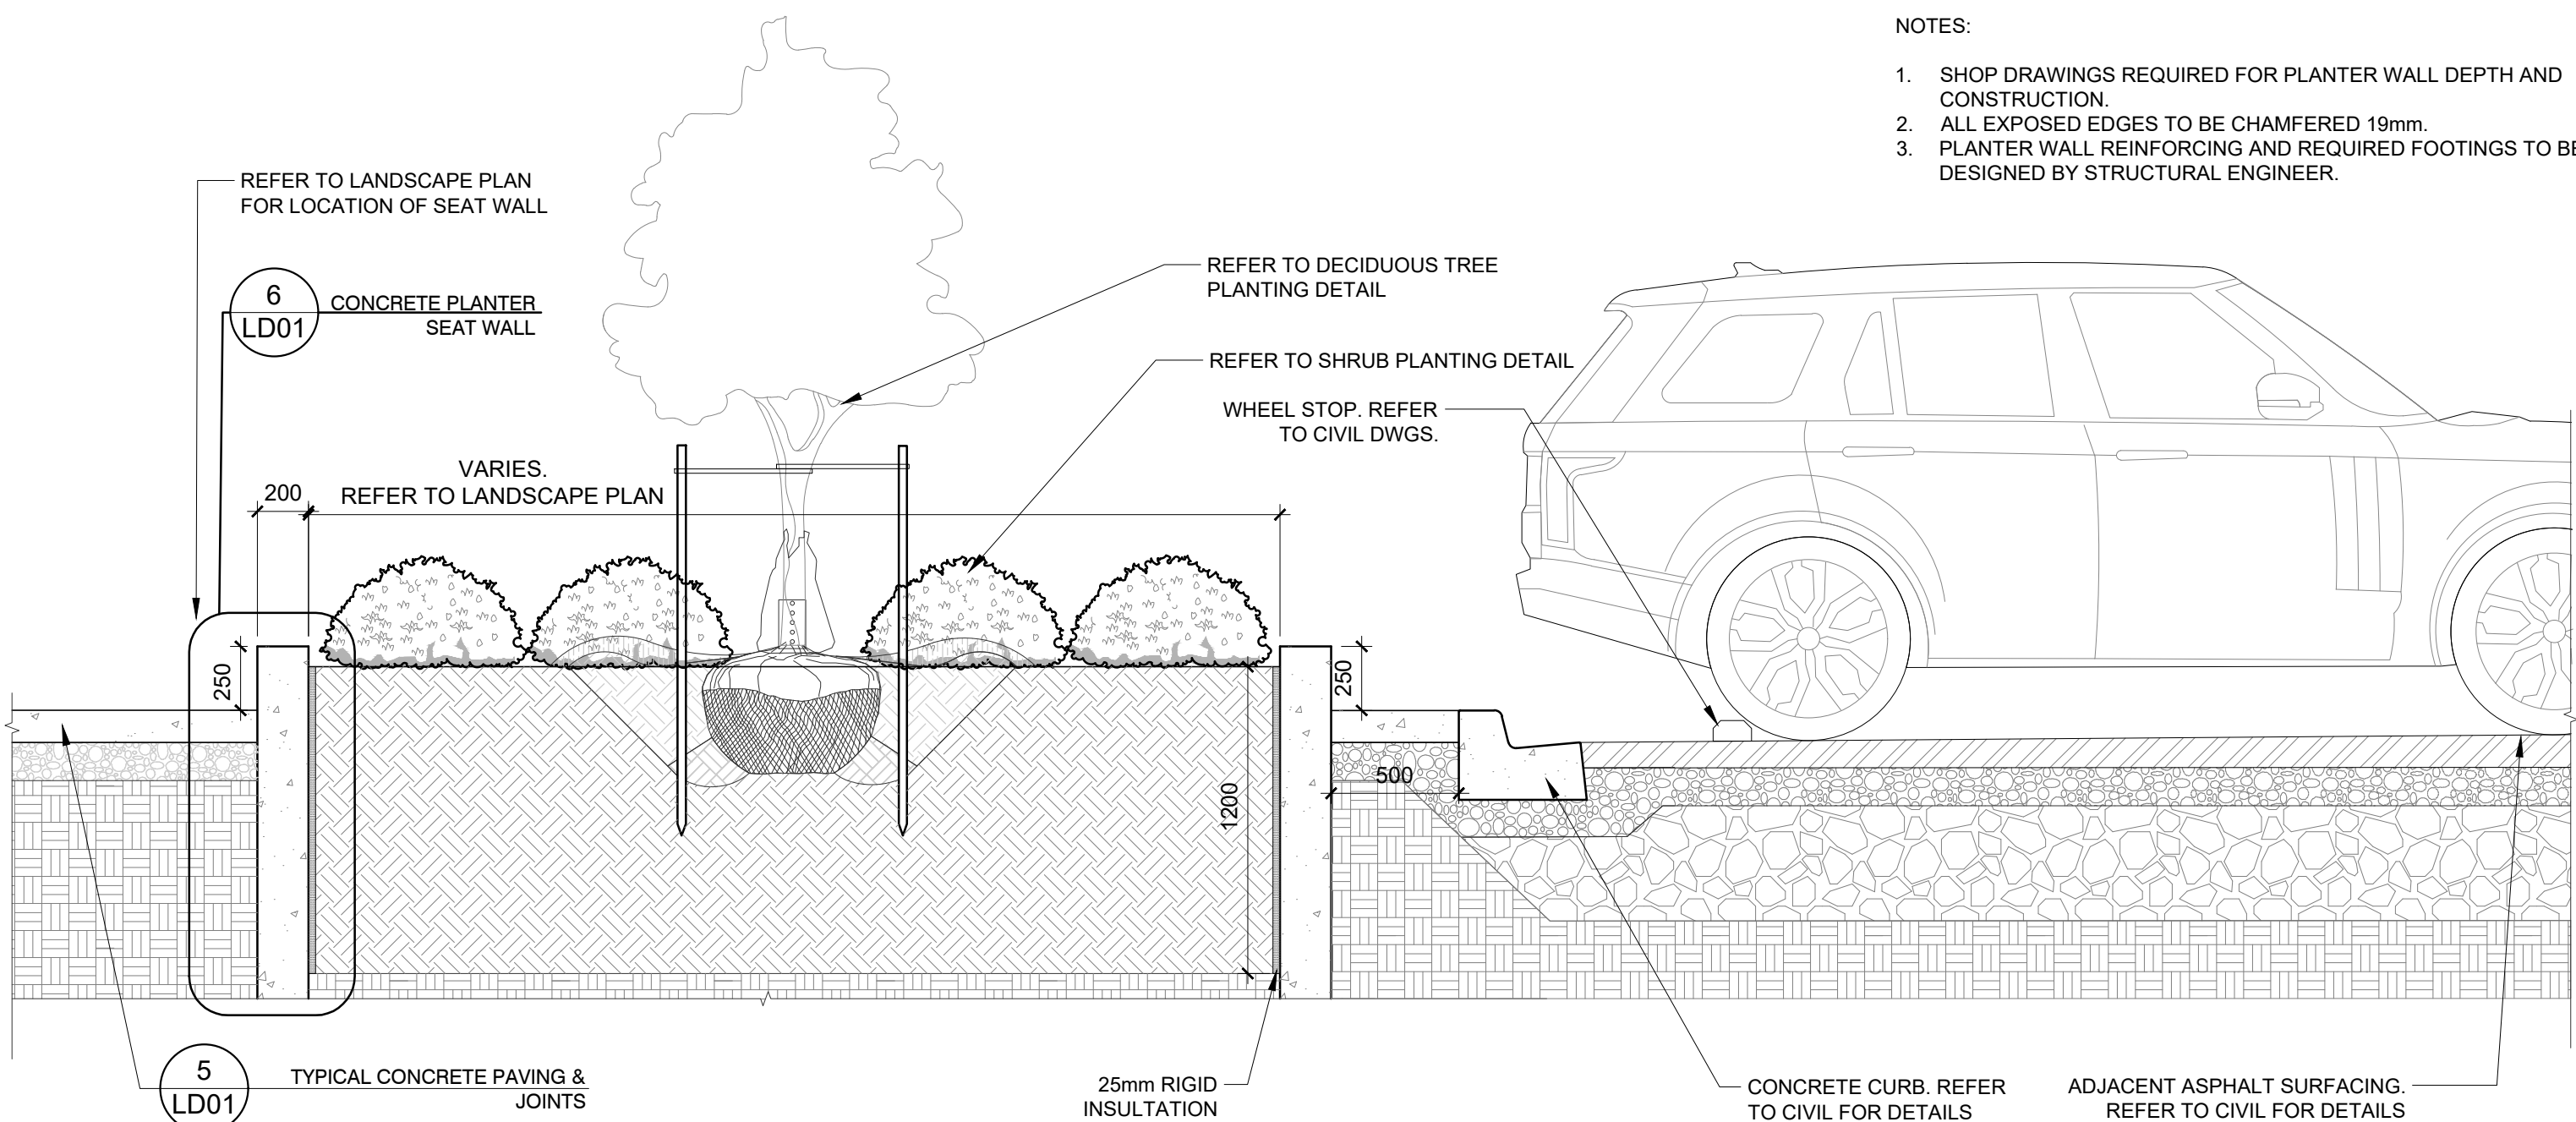 NOTES:
1. SHOP DRAWINGS REQUIRED FOR PLANTER WALL DEPTH AND
CONSTRUCTION.
2. ALL EXPOSED EDGES TO BE CHAMFERED 19mm.
3. PLANTER WALL REINFORCING AND REQUIRED FOOTINGS TO BE
DESIGNED BY STRUCTURAL ENGINEER.
REFER TO LANDSCAPE PLAN
FOR LOCATION OF SEAT WALL
6
LD01
CONCRETE PLANTER
SEAT WALL
REFER TO DECIDUOUS TREE
PLANTING DETAIL
REFER TO SHRUB PLANTING DETAIL
WHEEL STOP. REFER
TO CIVIL DWGS.
VARIES.
REFER TO LANDSCAPE PLAN
200
250
250
500
1200
5
LD01
TYPICAL CONCRETE PAVING &
JOINTS
25mm RIGID
INSULTATION
CONCRETE CURB. REFER
TO CIVIL FOR DETAILS
ADJACENT ASPHALT SURFACING.
REFER TO CIVIL FOR DETAILS